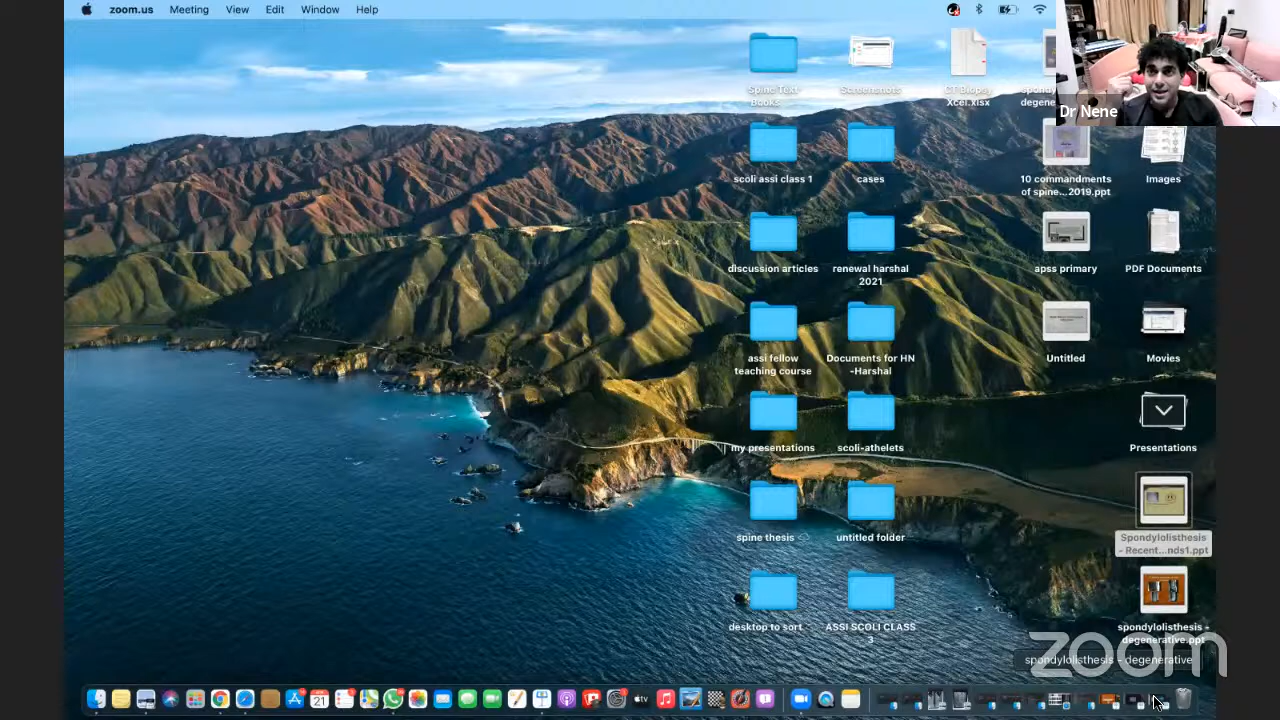 zoom.us Meeting View Edit Window Help
Dr Nene
Spine Text
Books
Screenshots
CT Biopsy
Xcel.xlsx
scoli assi class 1
cases
10 commandments
of spine...2019.ppt
Images
discussion articles
renewal harshal
2021
apss primary
PDF Documents
assi fellow
teaching course
Documents for HN
-Harshal
Untitled
Movies
my presentations
scoli-athelets
Presentations
spine thesis
untitled folder
Spondylolisthesis
- Recent...nds1.ppt
desktop to sort
ASSI SCOLI CLASS
3
spondylolisthesis -
degenerative.ppt
spondylolisthesis - degenerative
zoom
21